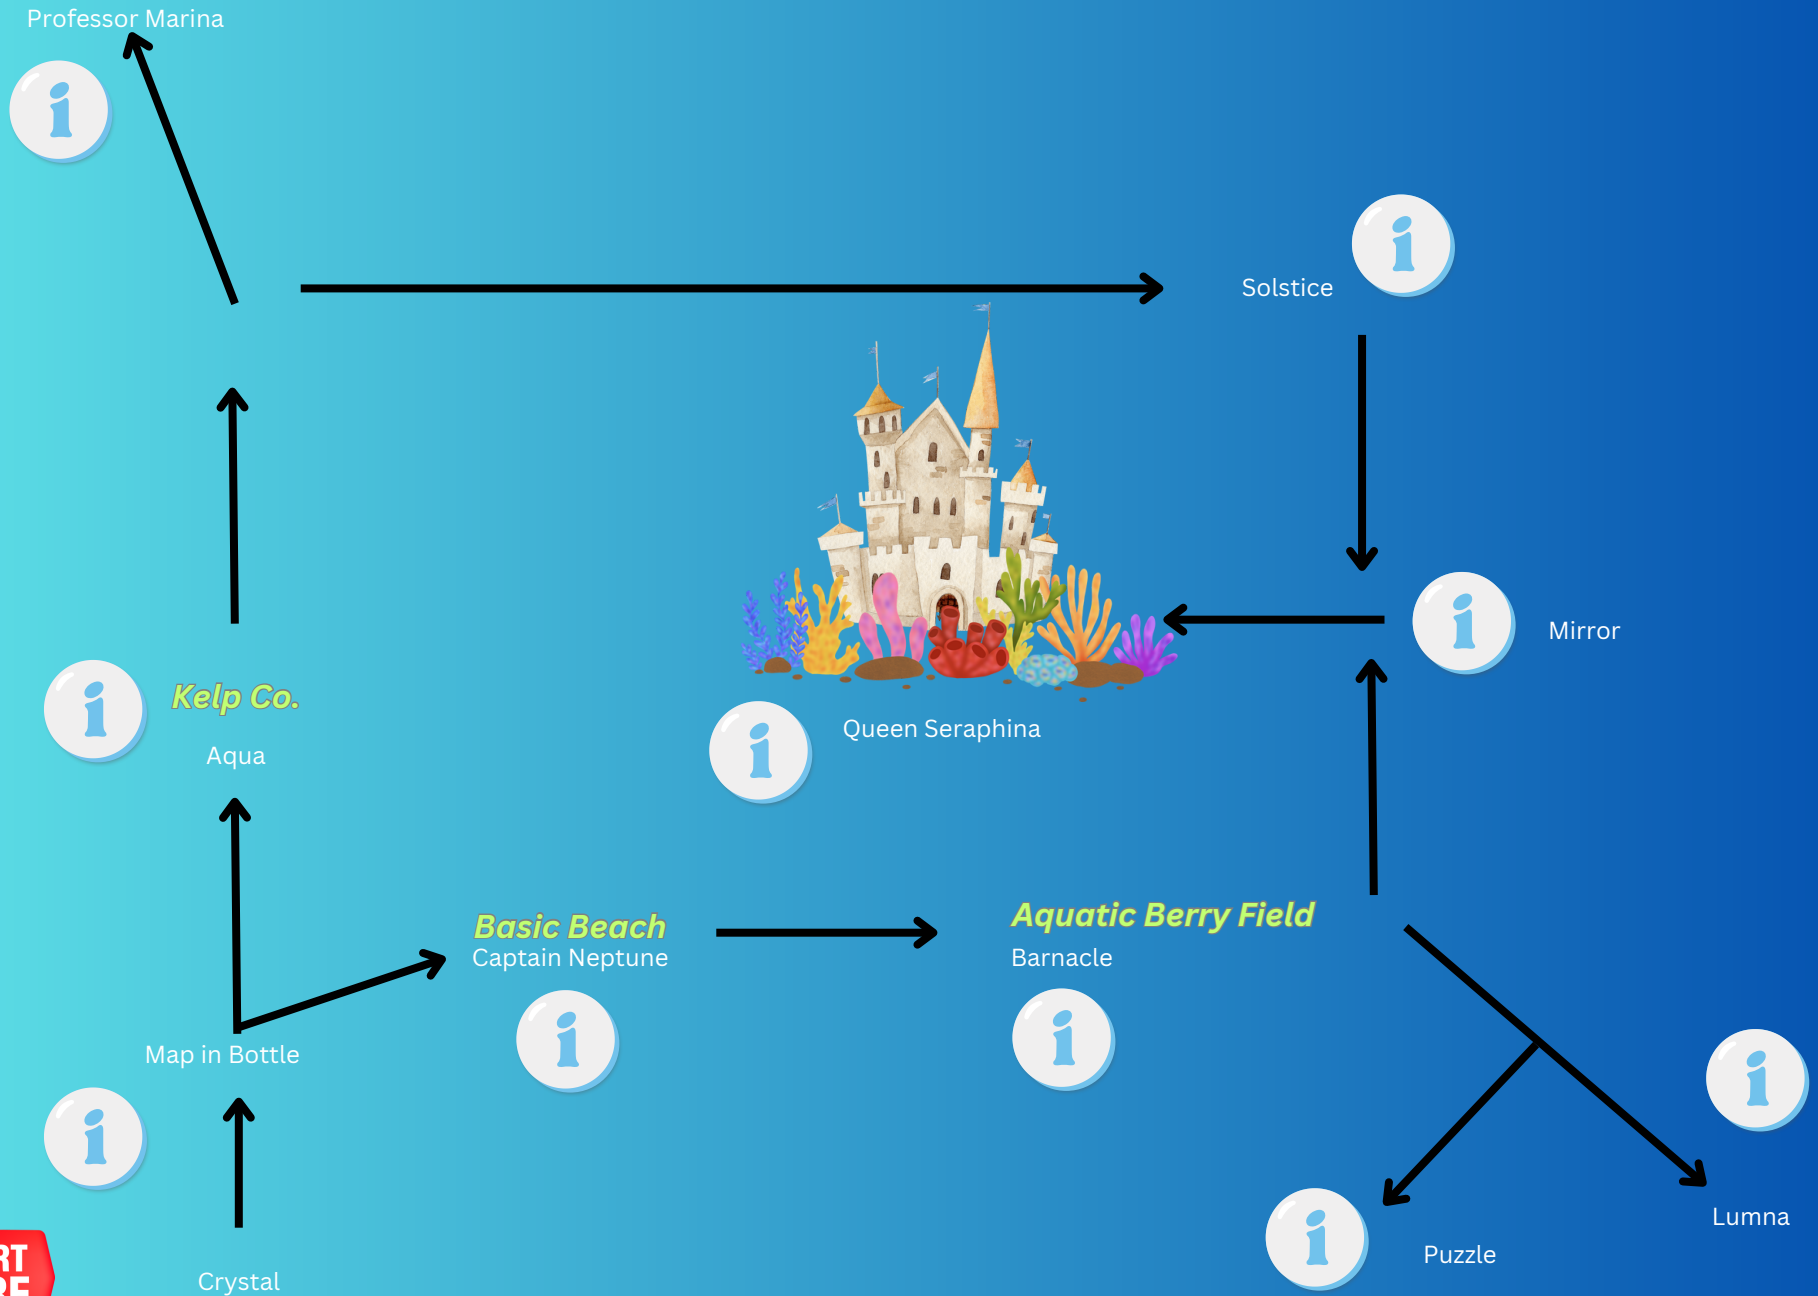 Professor Marina
Solstice
Mirror
Kelp Co.
Aqua
Queen Seraphina
Basic Beach
Captain Neptune
Aquatic Berry Field
Barnacle
Map in Bottle
Lumna
Puzzle
Crystal